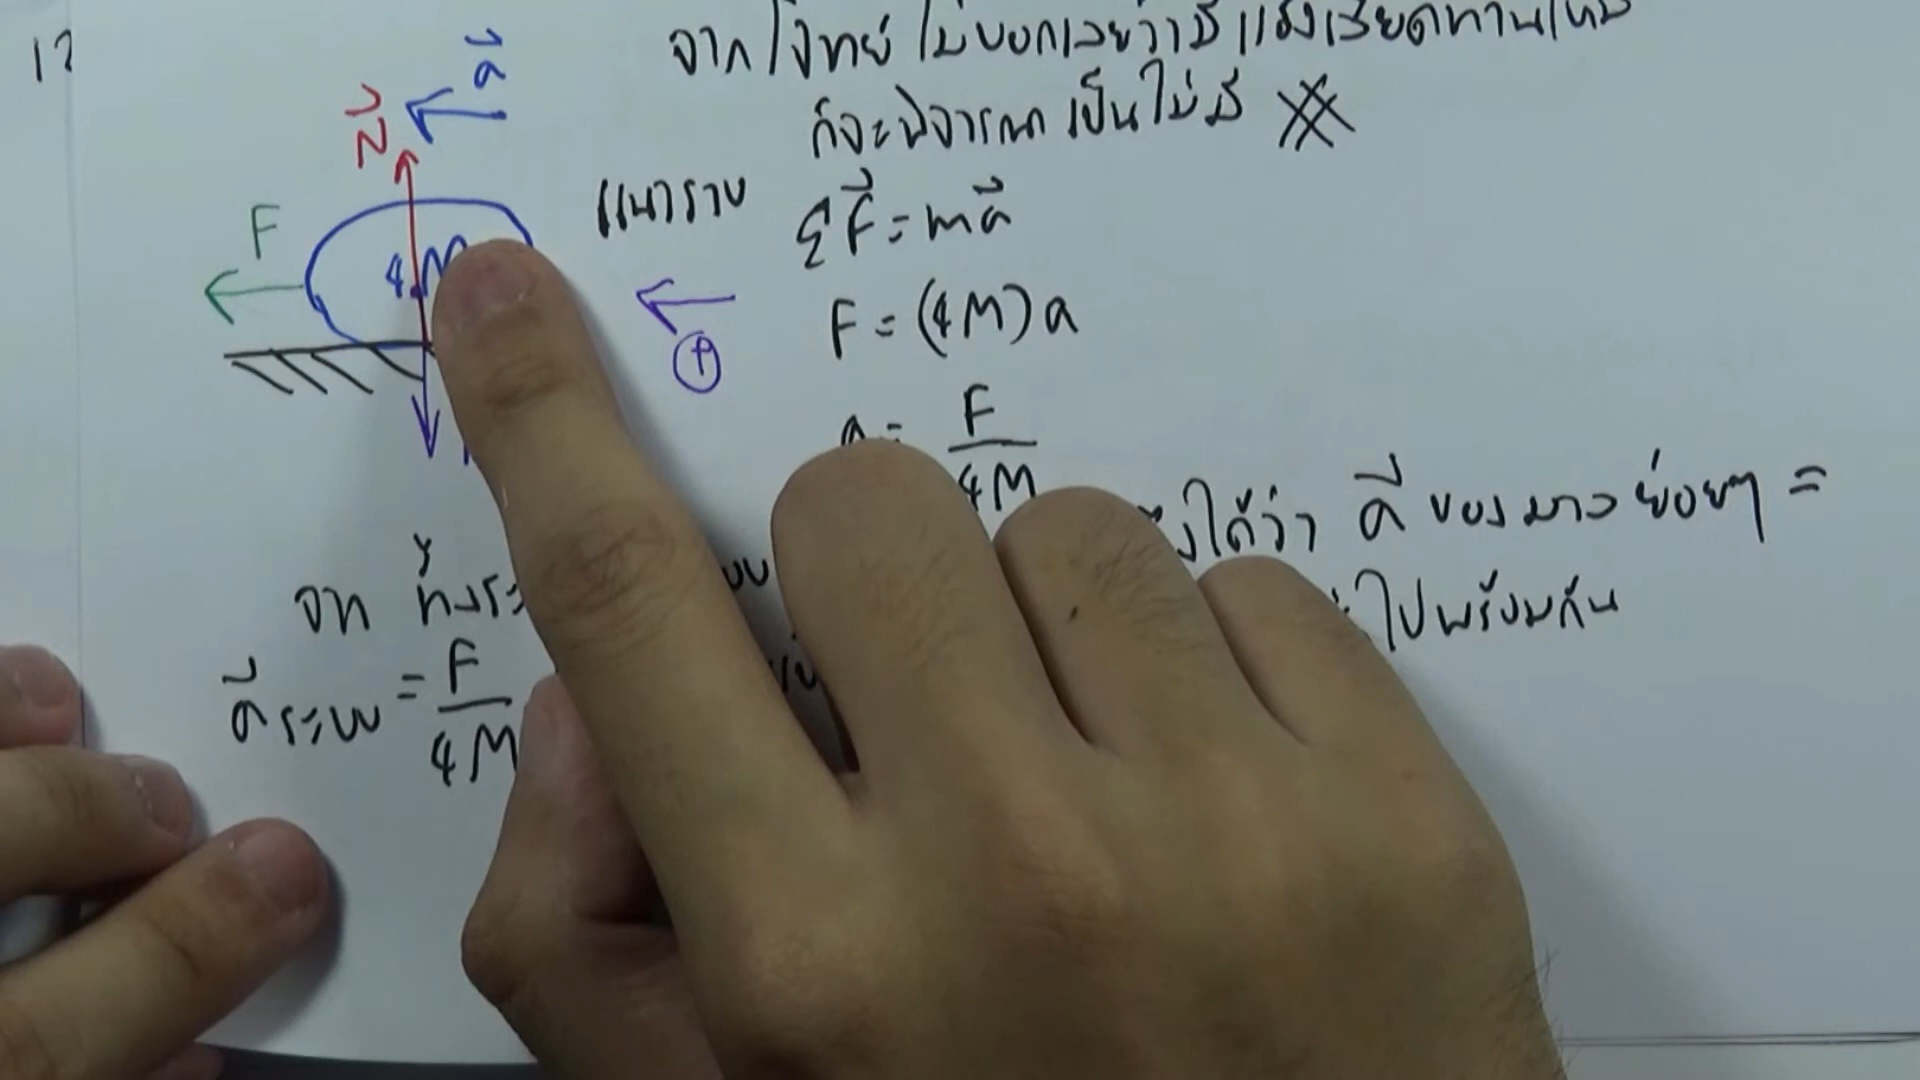 12
จากโจทย์ ไม่บอกเลยว่ามีแรงเสียดทานไหม
ก็จะพิจารณาเป็นไม่มี
a
N
F
4M
แนวราบ
ΣF = ma
+
F = (4M)a
a = F/4M
ได้ว่า a ของมวลย่อยๆ =
จาก ทั้งระ
ไปพร้อมกัน
a ระบบ = F/4M